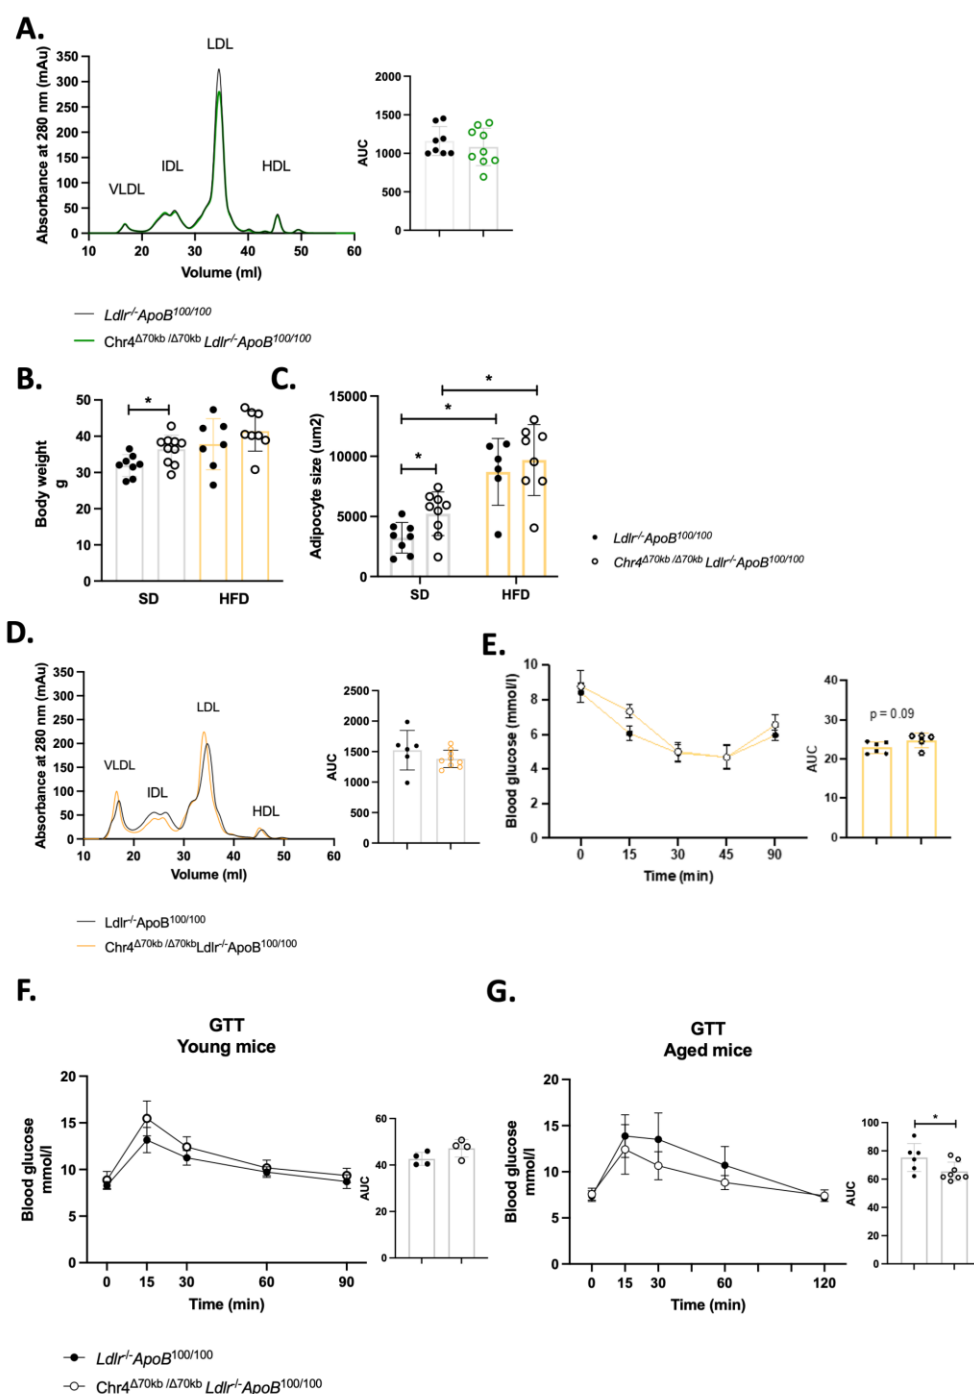 A.
LDL
IDL
HDL
VLDL
Absorbance at 280 nm (mAu)
350
300
250
200
150
100
50
0
10 20 30 40 50 60
Volume (ml)
AUC
2000
1500
1000
500
0
Ldlr-/-ApoB100/100
Chr4Δ70kb /Δ70kb Ldlr-/-ApoB100/100
B.
Body weight
g
50
40
30
20
10
0
*
SD HFD
C.
Adipocyte size (um2)
15000
10000
5000
0
*
*
*
SD HFD
Ldlr-/-ApoB100/100
Chr4Δ70kb /Δ70kb Ldlr-/-ApoB100/100
D.
Absorbance at 280 nm (mAu)
350
300
250
200
150
100
50
0
LDL
VLDL
IDL
HDL
10 20 30 40 50 60
Volume (ml)
AUC
2500
2000
1500
1000
500
0
Ldlr-/-ApoB100/100
Chr4Δ70kb /Δ70kbLdlr-/-ApoB100/100
E.
Blood glucose (mmol/l)
10
8
6
4
2
0
0 15 30 45 90
Time (min)
AUC
40
30
20
10
0
p = 0.09
F.
GTT
Young mice
Blood glucose
mmol/l
20
15
10
5
0
0 15 30 60 90
Time (min)
AUC
60
40
20
0
G.
GTT
Aged mice
Blood glucose
mmol/l
20
15
10
5
0
0 15 30 60 120
Time (min)
AUC
100
80
60
40
20
0
*
Ldlr-/-ApoB100/100
Chr4Δ70kb /Δ70kb Ldlr-/-ApoB100/100